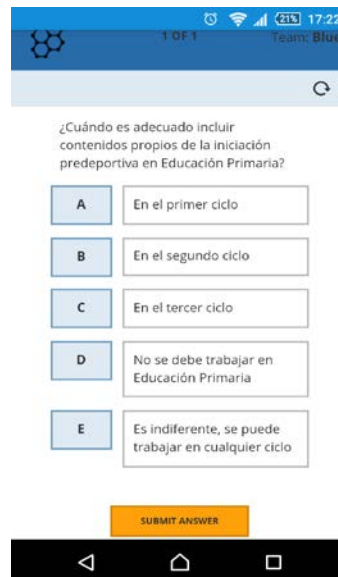 21% 17:22
1 OF 1 Team: Blue
¿Cuándo es adecuado incluir
contenidos propios de la iniciación
predeportiva en Educación Primaria?
A En el primer ciclo
B En el segundo ciclo
C En el tercer ciclo
D No se debe trabajar en
Educación Primaria
E Es indiferente, se puede
trabajar en cualquier ciclo
SUBMIT ANSWER